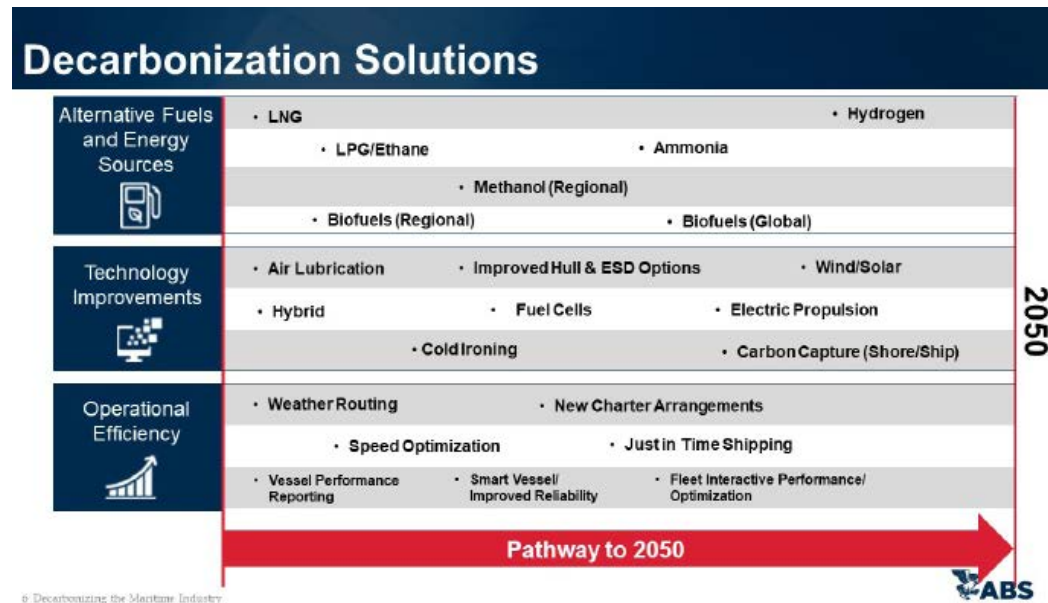 Decarbonization Solutions
Alternative Fuels
and Energy
Sources
• LNG
• Hydrogen
• LPG/Ethane
• Ammonia
• Methanol (Regional)
• Biofuels (Regional)
• Biofuels (Global)
Technology
Improvements
• Air Lubrication
• Improved Hull & ESD Options
• Wind/Solar
• Hybrid
• Fuel Cells
• Electric Propulsion
• Cold Ironing
• Carbon Capture (Shore/Ship)
2050
Operational
Efficiency
• Weather Routing
• New Charter Arrangements
• Speed Optimization
• Just in Time Shipping
• Vessel Performance
Reporting
• Smart Vessel/
Improved Reliability
• Fleet Interactive Performance/
Optimization
Pathway to 2050
6 Decarbonizing the Maritime Industry
ABS